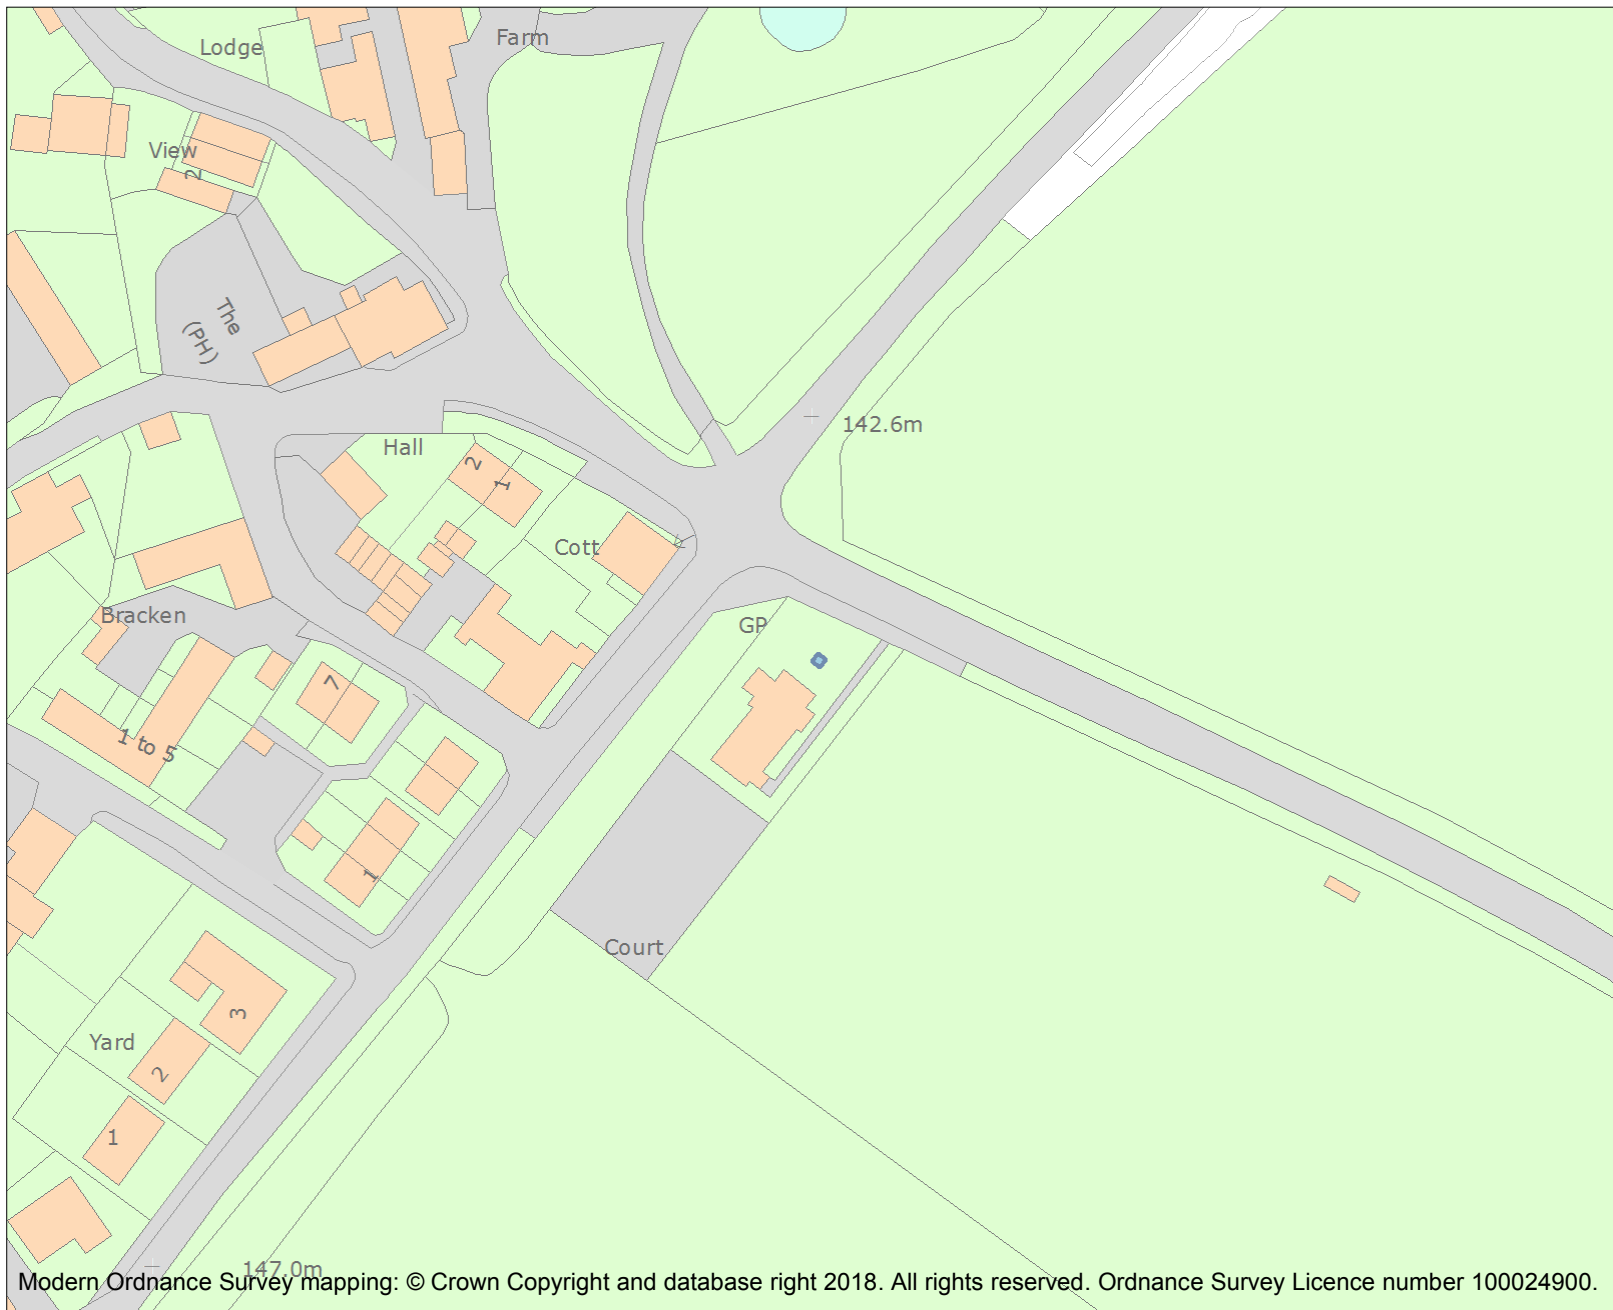 Lodge
Farm
View
2
The
(PH)
142.6m
Hall
2
1
Cott
Bracken
GP
7
1 to 5
1
Court
3
Yard
2
1
147.0m
Modern Ordnance Survey mapping: © Crown Copyright and database right 2018. All rights reserved. Ordnance Survey Licence number 100024900.